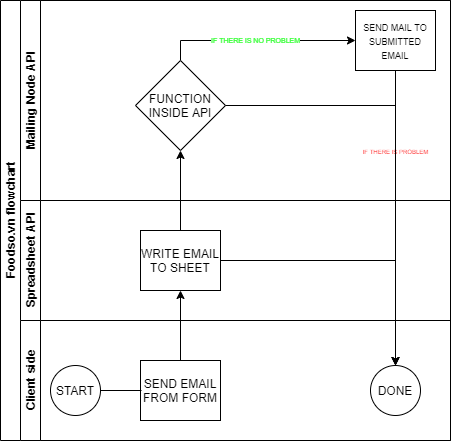 Foodso.vn flowchart
Mailing Node API
IF THERE IS NO PROBLEM
SEND MAIL TO
SUBMITTED
EMAIL
FUNCTION
INSIDE API
IF THERE IS PROBLEM
Spreadsheet API
WRITE EMAIL
TO SHEET
Client side
START
SEND EMAIL
FROM FORM
DONE